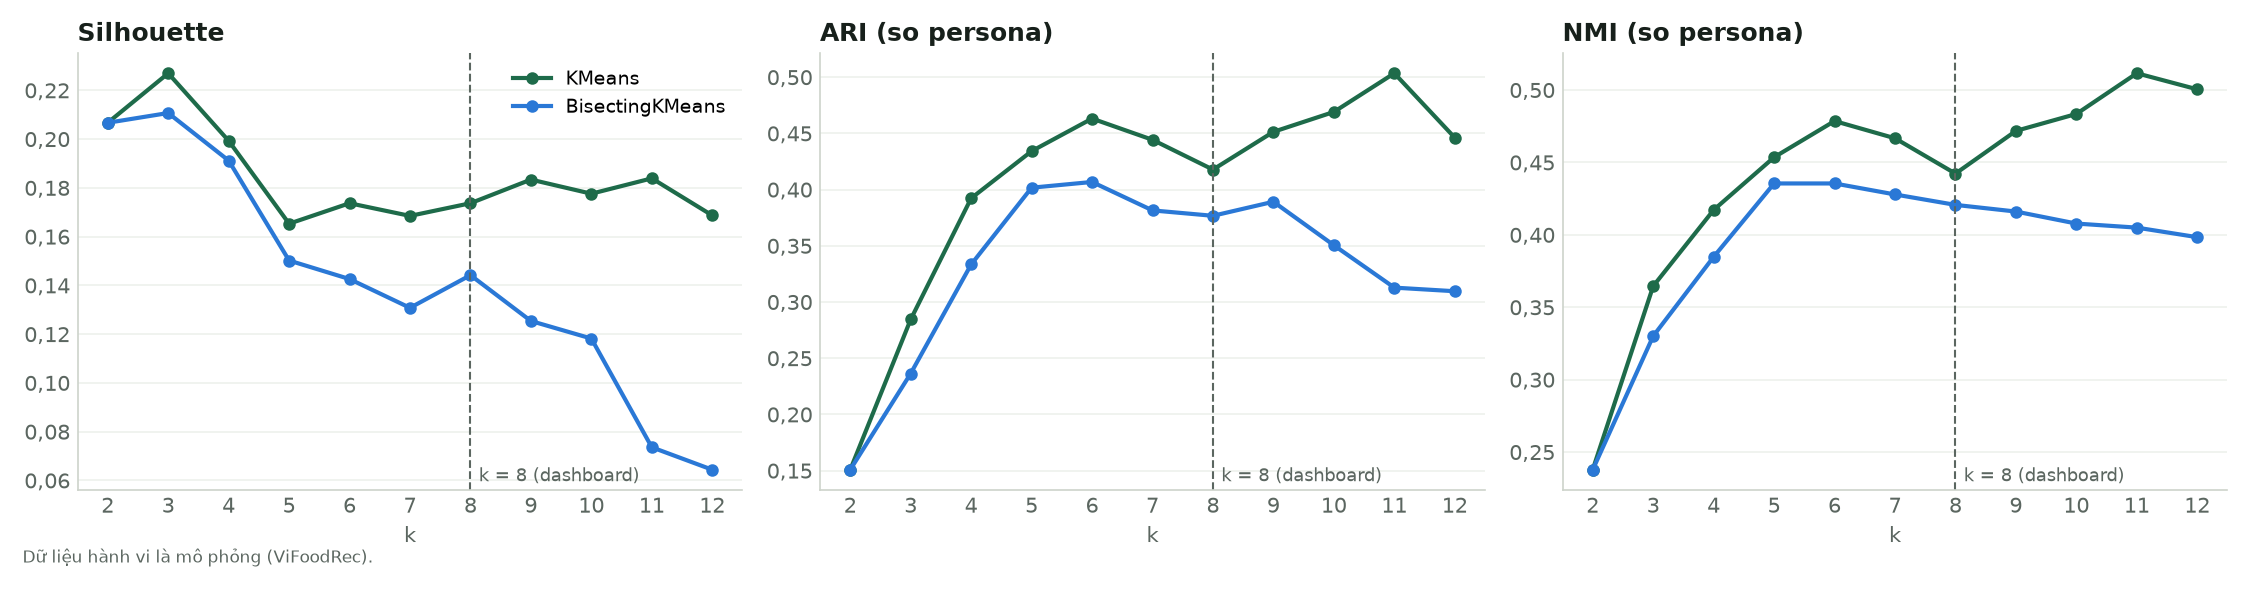 Silhouette
0,22
0,20
0,18
0,16
0,14
0,12
0,10
0,08
0,06
KMeans
BisectingKMeans
k = 8 (dashboard)
2 3 4 5 6 7 8 9 10 11 12
k
ARI (so persona)
0,50
0,45
0,40
0,35
0,30
0,25
0,20
0,15
k = 8 (dashboard)
2 3 4 5 6 7 8 9 10 11 12
k
NMI (so persona)
0,50
0,45
0,40
0,35
0,30
0,25
k = 8 (dashboard)
2 3 4 5 6 7 8 9 10 11 12
k
Dữ liệu hành vi là mô phỏng (ViFoodRec).